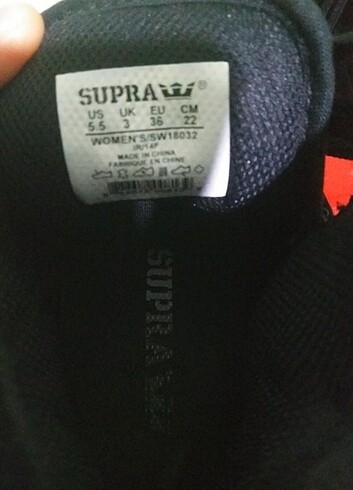 SUPRA ®
US UK EU CM
5.5 3 36 22
WOMEN'S/SW18032
MADE IN CHINA
FABRIQUE EN CHINE
SUPRA